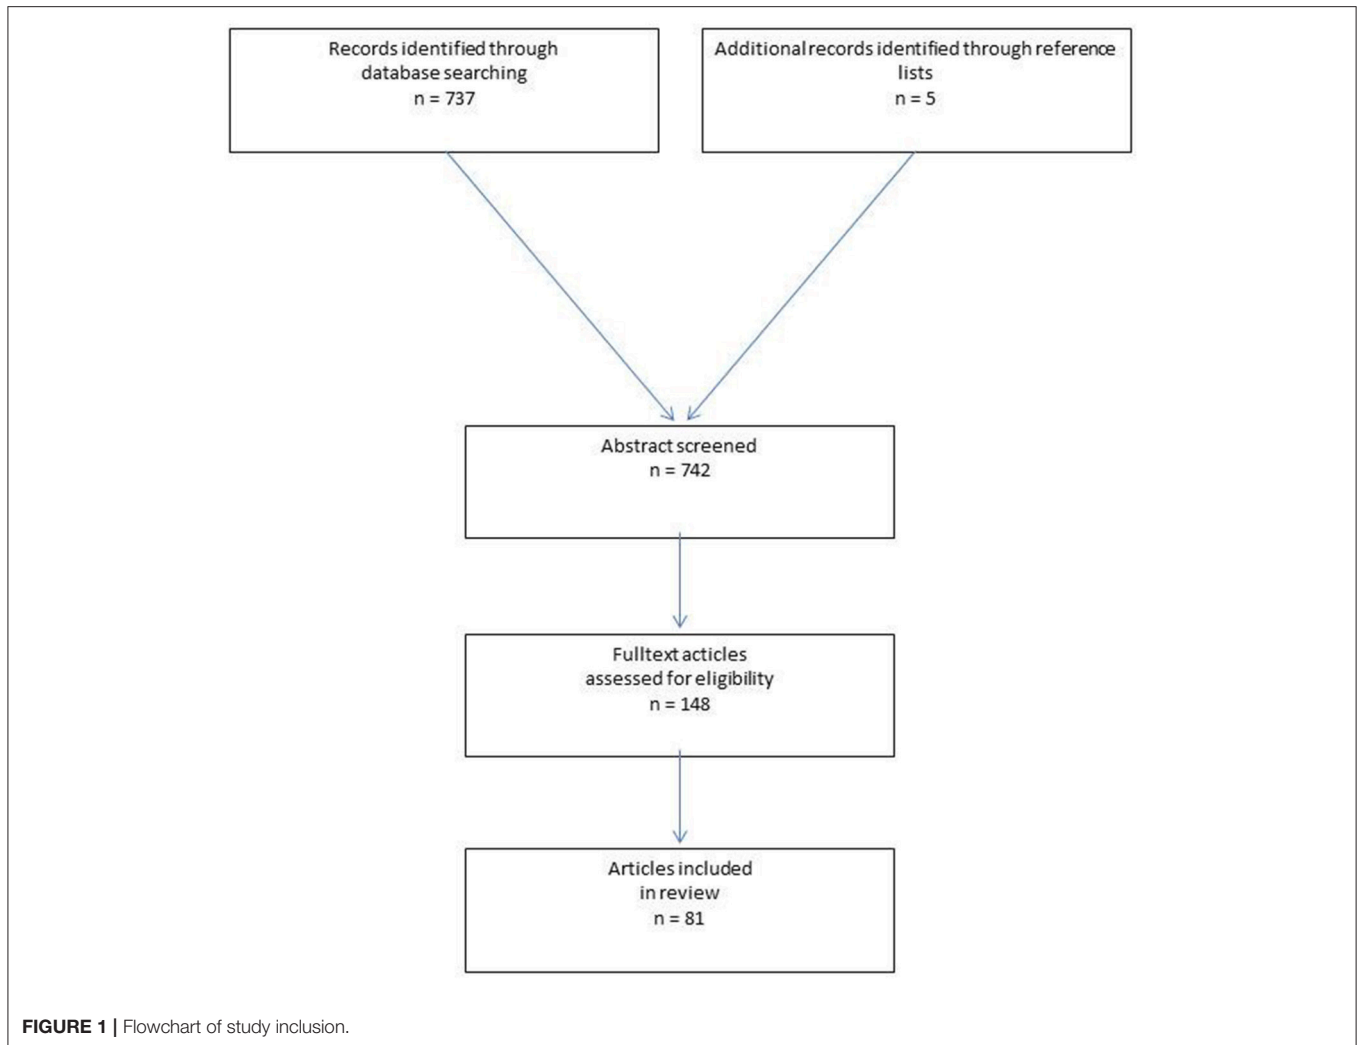 Records identified through
database searching
n = 737
Additional records identified through reference
lists
n = 5
Abstract screened
n = 742
Fulltext acticles
assessed for eligibility
n = 148
Articles included
in review
n = 81
FIGURE 1 | Flowchart of study inclusion.